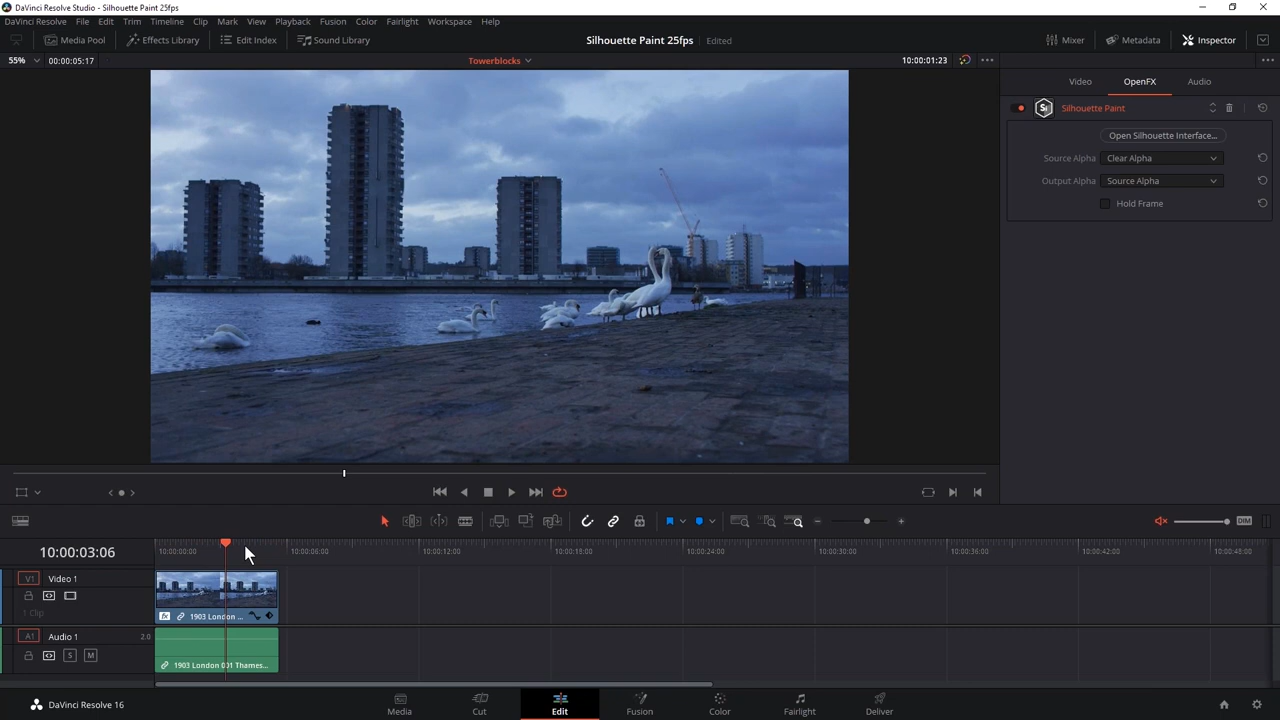 DaVinci Resolve Studio - Silhouette Paint 25fps
DaVinci Resolve File Edit Trim Timeline Clip Mark View Playback Fusion Color Fairlight Workspace Help
Media Pool Effects Library Edit Index Sound Library Silhouette Paint 25fps Edited Mixer Metadata Inspector
55% 00:00:05:17 Towerblocks 10:00:01:23
Video OpenFX Audio
Silhouette Paint
Open Silhouette Interface...
Source Alpha Clear Alpha
Output Alpha Source Alpha
Hold Frame
DIM
10:00:03:06 10:00:00:00 10:00:06:00 10:00:12:00 10:00:18:00 10:00:24:00 10:00:30:00 10:00:36:00 10:00:42:00 10:00:48:00
V1 Video 1
1 Clip
fx 1903 London ...
A1 Audio 1 2.0
S M
1903 London 001 Thames...
DaVinci Resolve 16
Media Cut Edit Fusion Color Fairlight Deliver